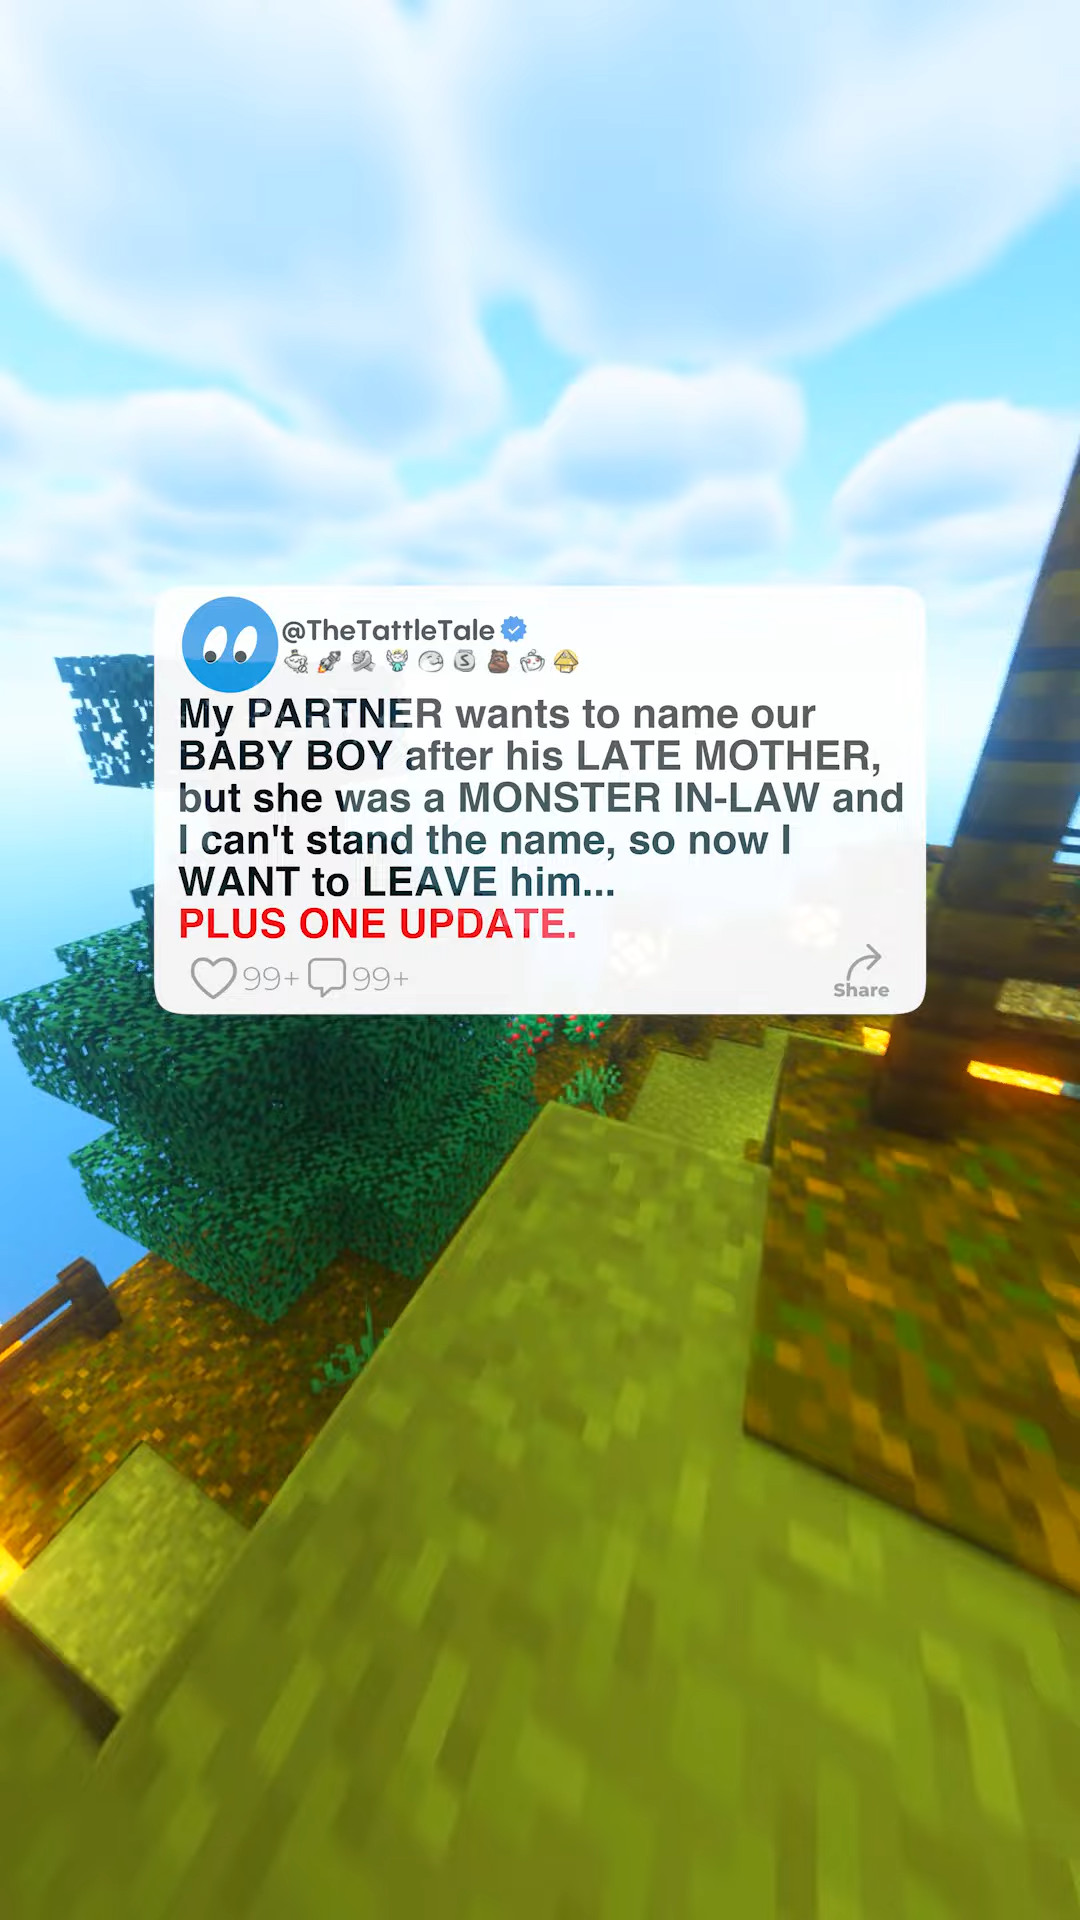 @TheTattleTale
My PARTNER wants to name our
BABY BOY after his LATE MOTHER,
but she was a MONSTER IN-LAW and
I can't stand the name, so now I
WANT to LEAVE him...
PLUS ONE UPDATE.
99+ 99+
Share